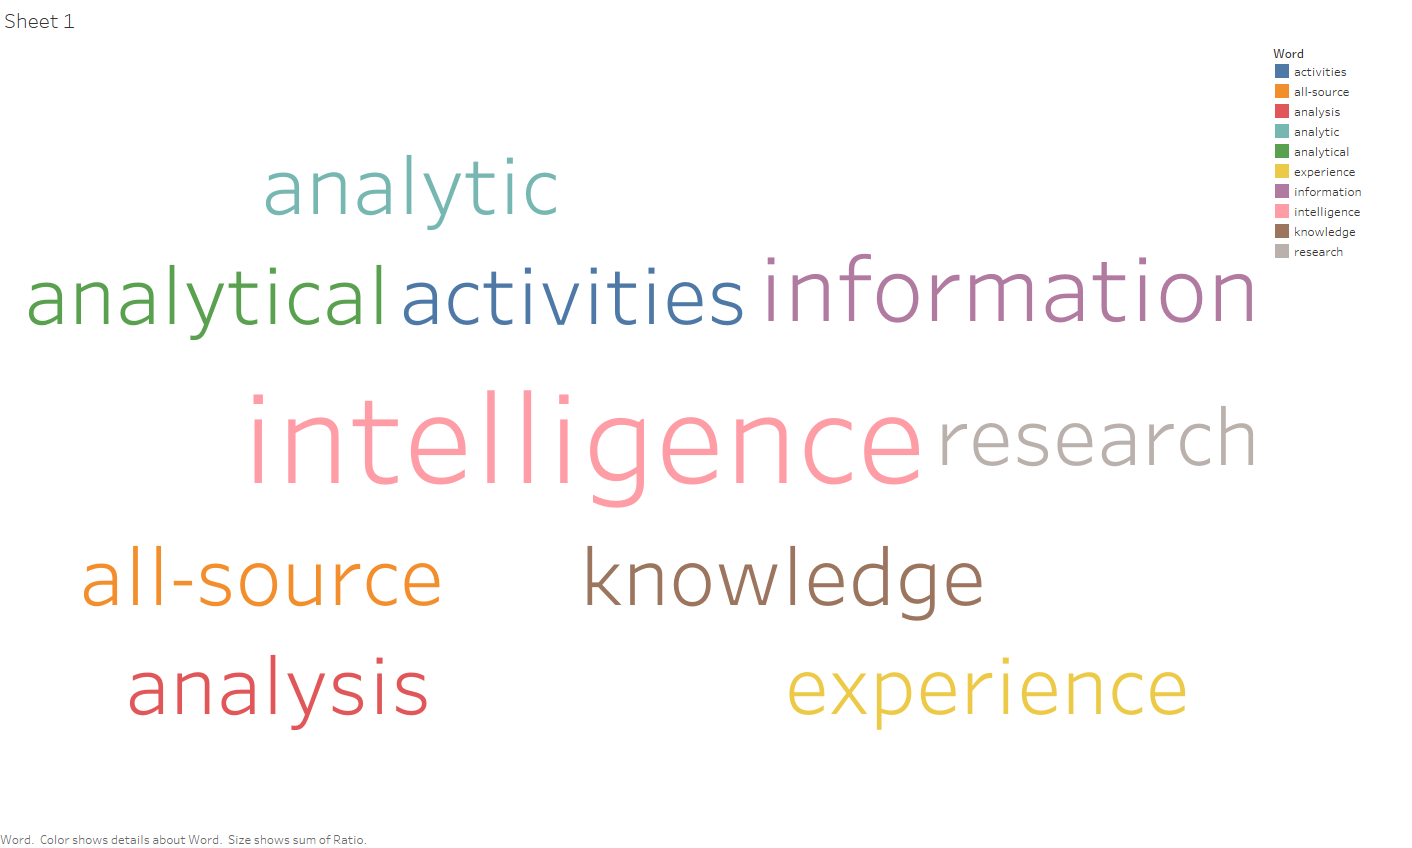 Sheet 1
Word
activities
all-source
analysis
analytic
analytical
experience
information
intelligence
knowledge
research
analytic
analytical activities information
intelligence research
all-source knowledge
analysis experience
Word. Color shows details about Word. Size shows sum of Ratio.